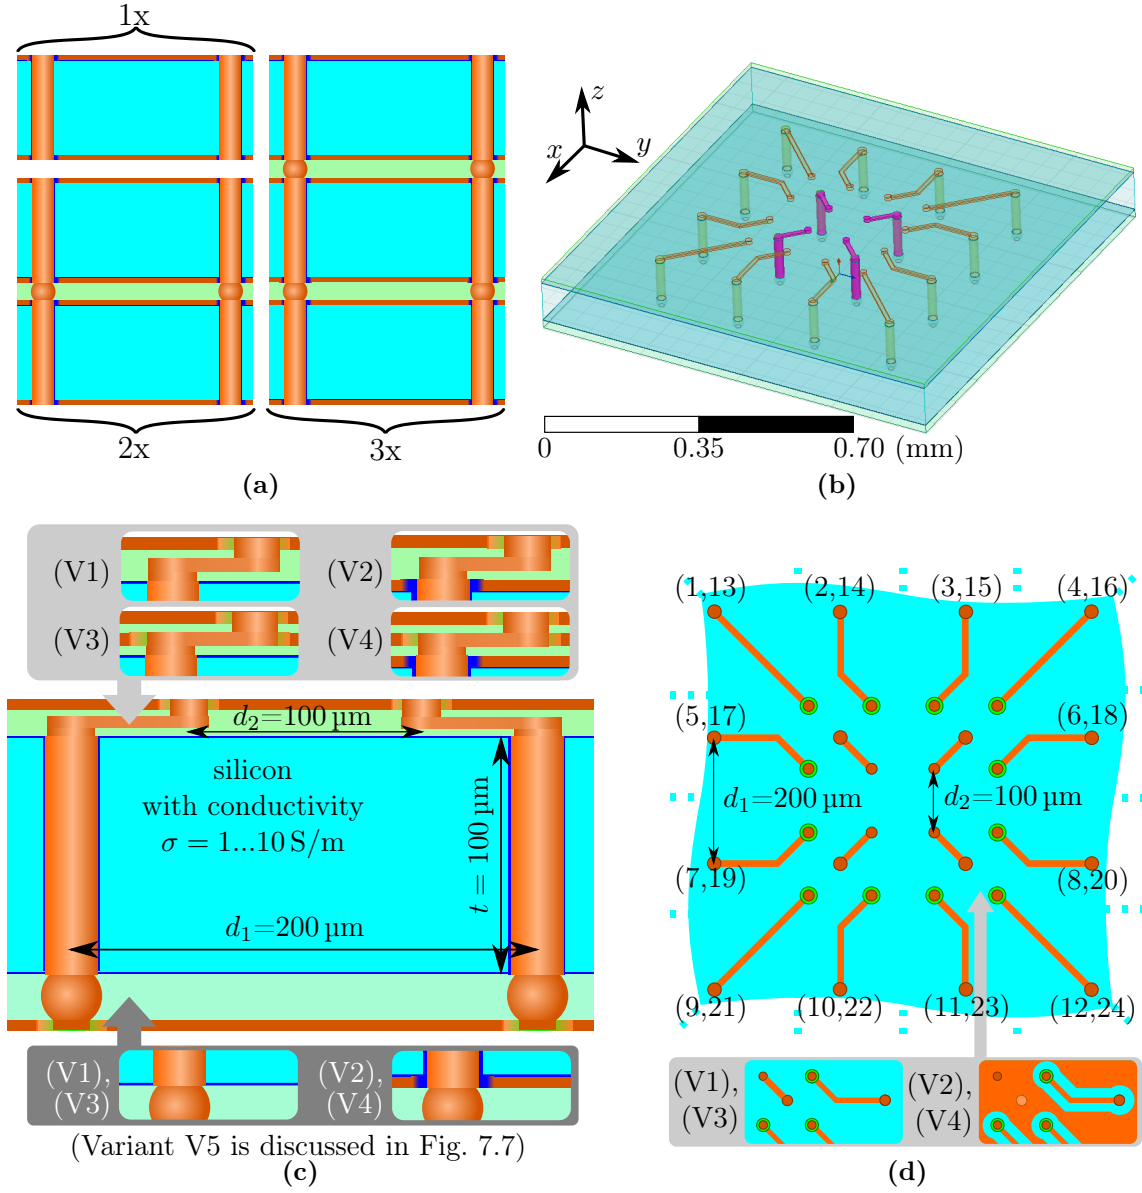 1x
2x
3x
(a)
z
x
y
0
0.35
0.70 (mm)
(b)
(V1)
(V2)
(V3)
(V4)
d₂=100 µm
silicon
with conductivity
σ = 1...10 S/m
t = 100 µm
d₁=200 µm
(V1),
(V3)
(V2),
(V4)
(Variant V5 is discussed in Fig. 7.7)
(c)
(1,13)
(2,14)
(3,15)
(4,16)
(5,17)
(6,18)
d₁=200 µm
d₂=100 µm
(7,19)
(8,20)
(9,21)
(10,22)
(11,23)
(12,24)
(V1),
(V3)
(V2),
(V4)
(d)